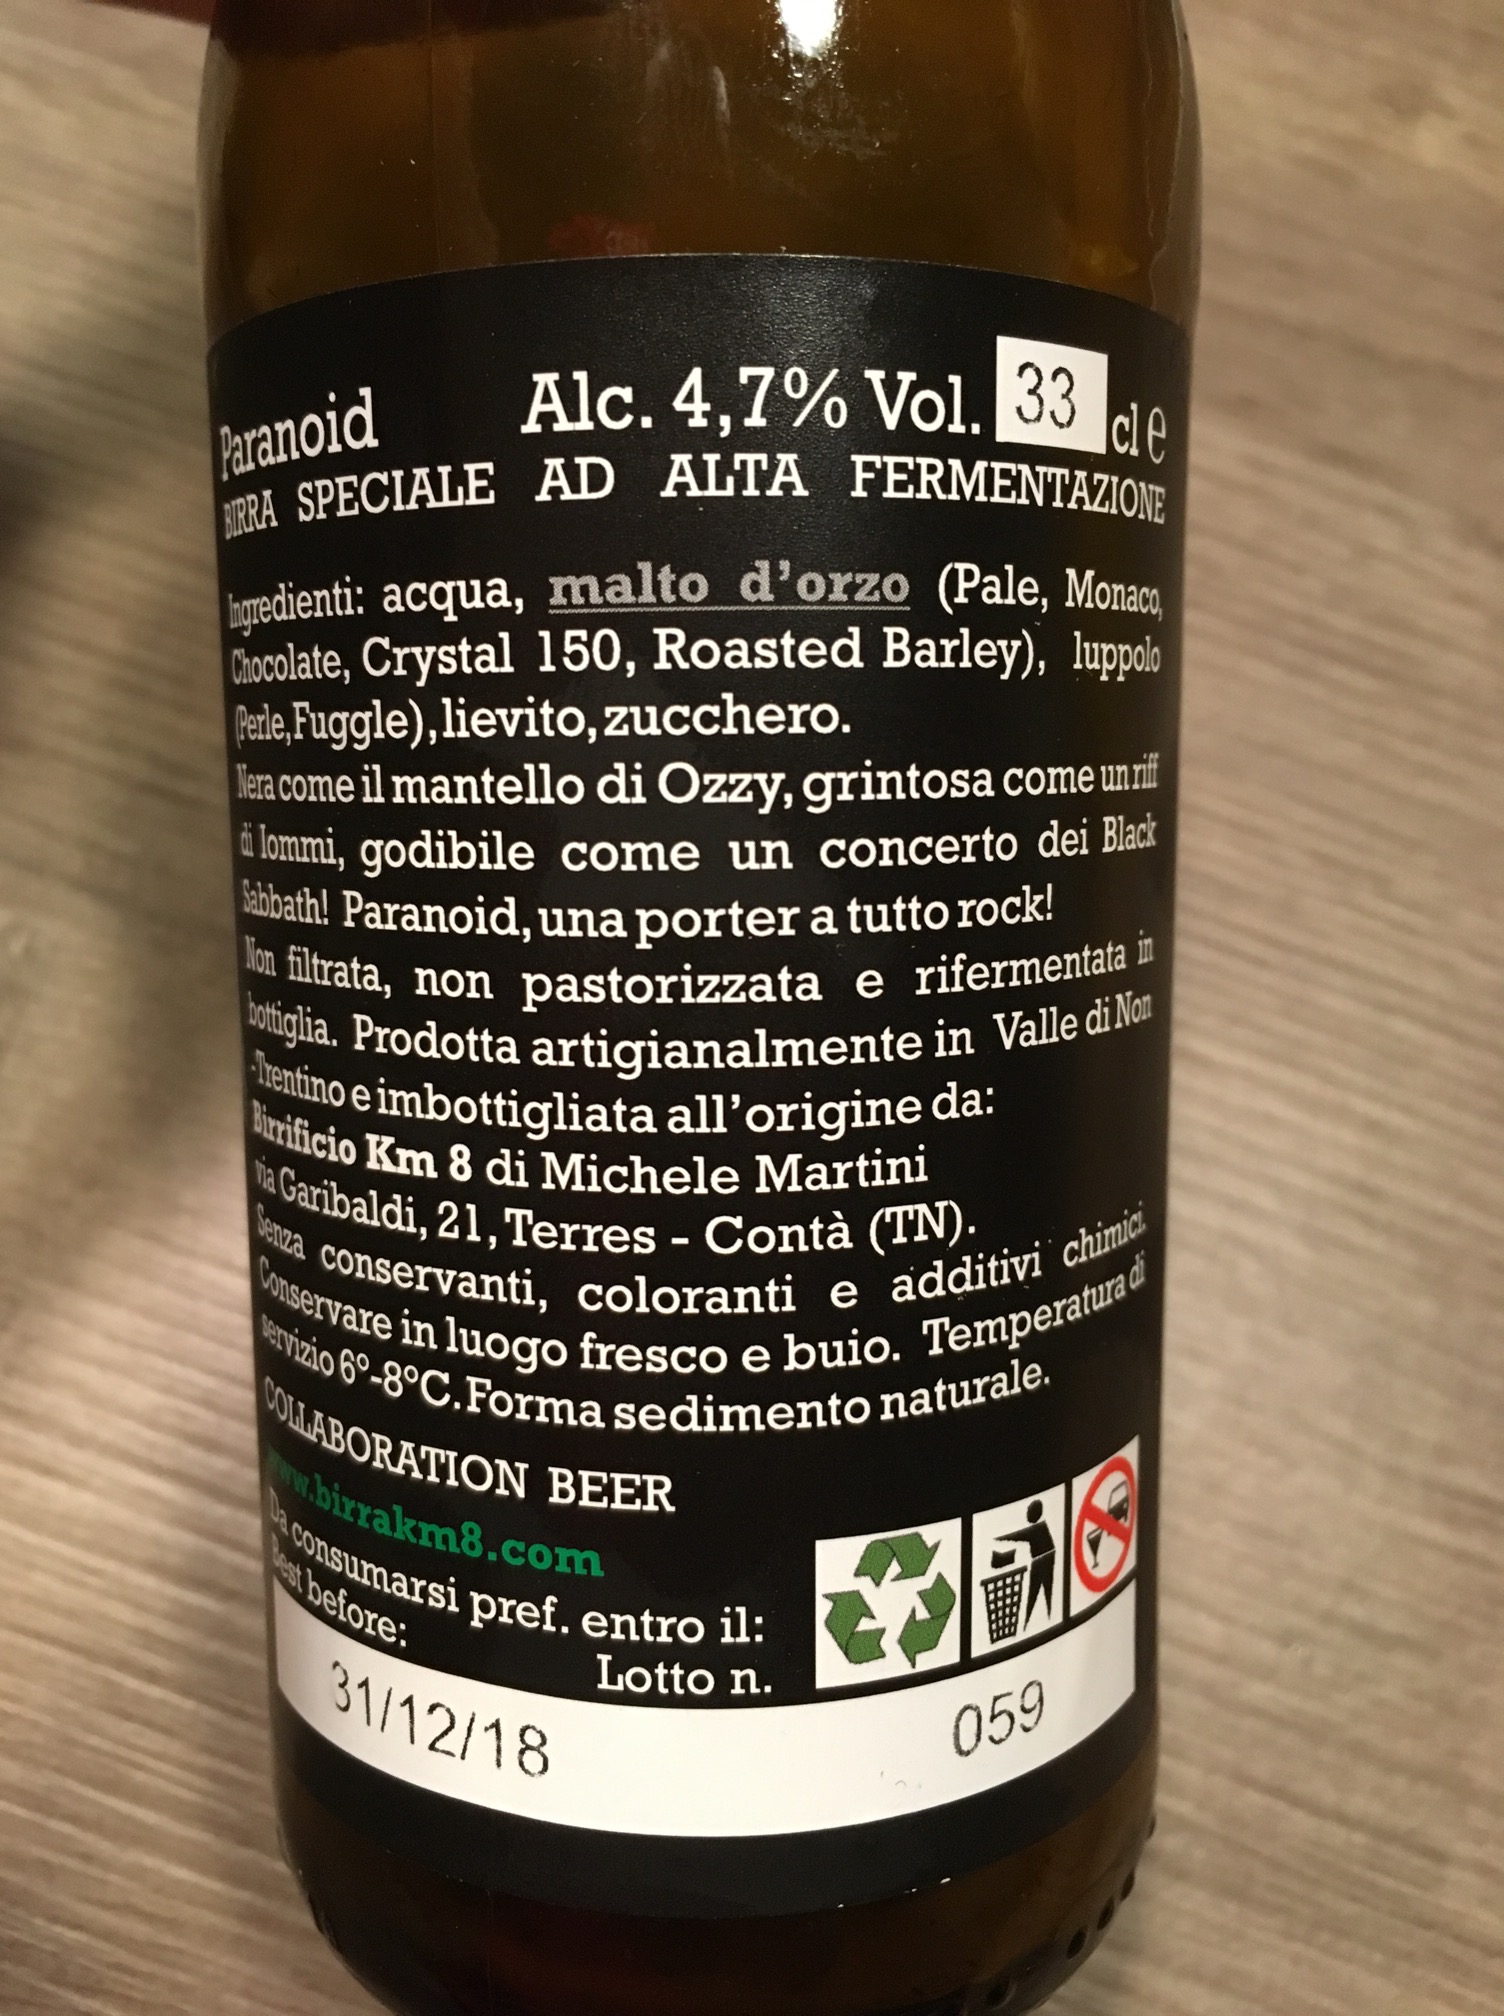 Paranoid Alc. 4,7% Vol. 33 cl e
BIRRA SPECIALE AD ALTA FERMENTAZIONE
Ingredienti: acqua, malto d'orzo (Pale, Monaco,
Chocolate, Crystal 150, Roasted Barley), luppolo
(Perle, Fuggle), lievito, zucchero.
Nera come il mantello di Ozzy, grintosa come un riff
di Iommi, godibile come un concerto dei Black
Sabbath! Paranoid, una porter a tutto rock!
Non filtrata, non pastorizzata e rifermentata in
bottiglia. Prodotta artigianalmente in Valle di Non
-Trentino e imbottigliata all'origine da:
Birrificio Km 8 di Michele Martini
via Garibaldi, 21, Terres - Contà (TN).
Senza conservanti, coloranti e additivi chimici.
Conservare in luogo fresco e buio. Temperatura di
servizio 6°-8°C. Forma sedimento naturale.
COLLABORATION BEER
www.birrakm8.com
Da consumarsi pref. entro il:
Best before:
Lotto n.
31/12/18 059